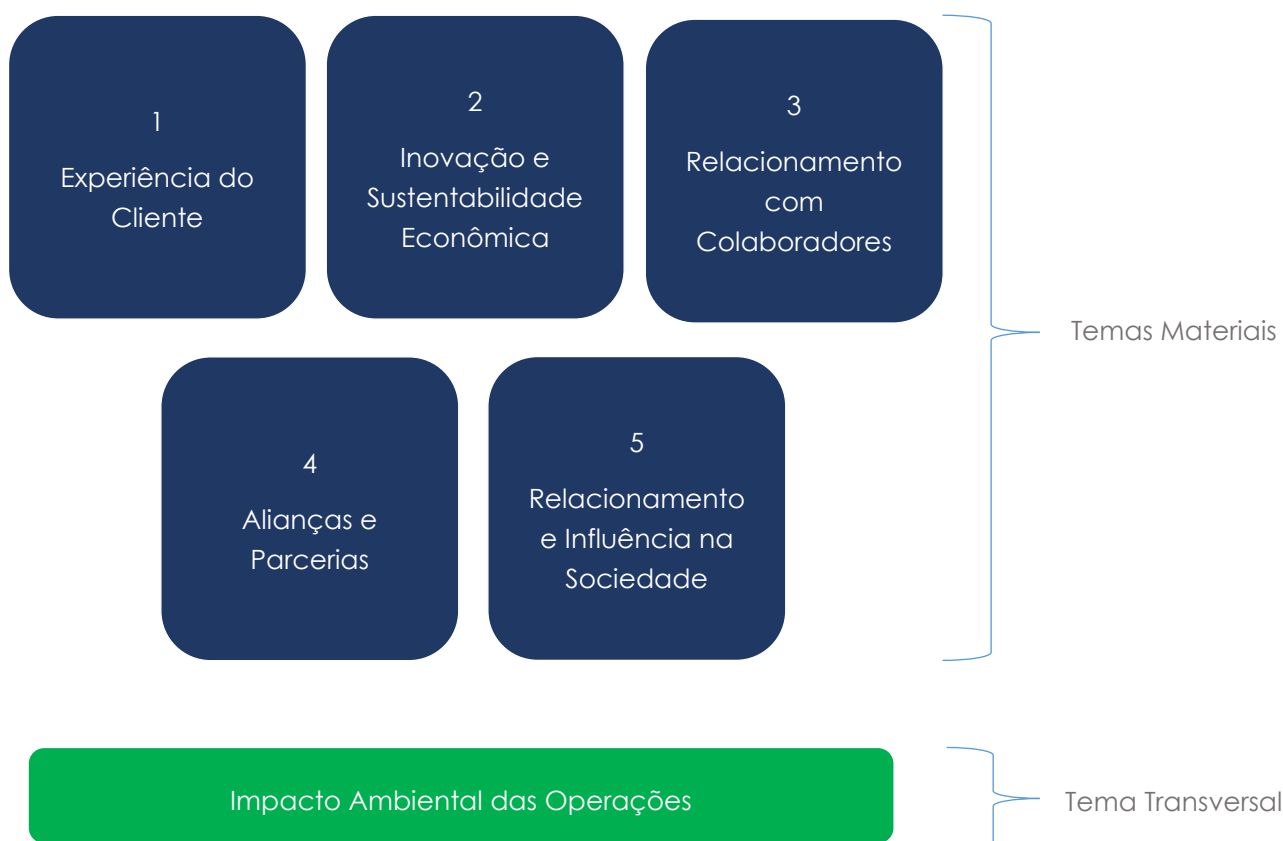 1
Experiência do
Cliente
2
Inovação e
Sustentabilidade
Econômica
3
Relacionamento
com
Colaboradores
Temas Materiais
4
Alianças e
Parcerias
5
Relacionamento
e Influência na
Sociedade
Impacto Ambiental das Operações
Tema Transversal